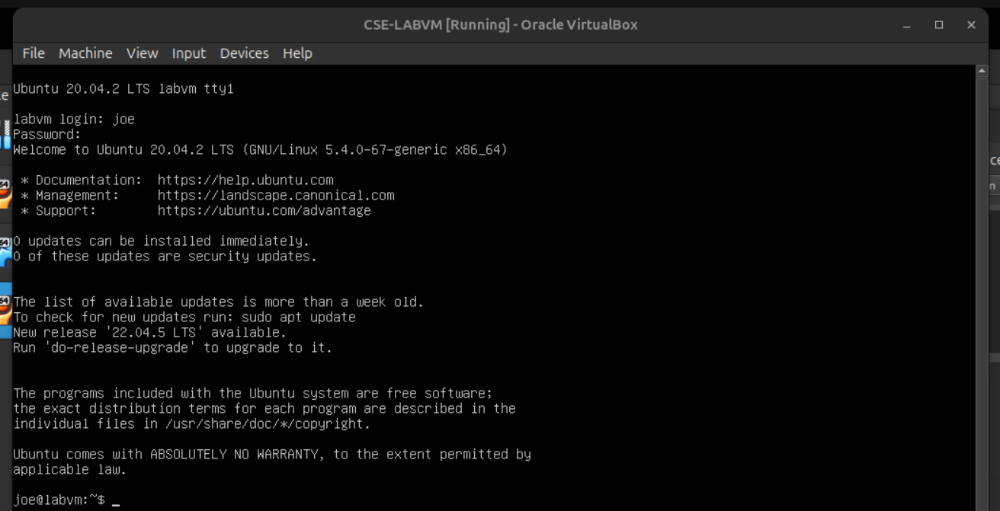 CSE-LABVM [Running] - Oracle VirtualBox
File Machine View Input Devices Help
Ubuntu 20.04.2 LTS labvm tty1
labvm login: joe
Password:
Welcome to Ubuntu 20.04.2 LTS (GNU/Linux 5.4.0-67-generic x86_64)
* Documentation:  https://help.ubuntu.com
* Management:     https://landscape.canonical.com
* Support:        https://ubuntu.com/advantage
0 updates can be installed immediately.
0 of these updates are security updates.
The list of available updates is more than a week old.
To check for new updates run: sudo apt update
New release '22.04.5 LTS' available.
Run 'do-release-upgrade' to upgrade to it.
The programs included with the Ubuntu system are free software;
the exact distribution terms for each program are described in the
individual files in /usr/share/doc/*/copyright.
Ubuntu comes with ABSOLUTELY NO WARRANTY, to the extent permitted by
applicable law.
joe@labvm:~$ _
64
64
64